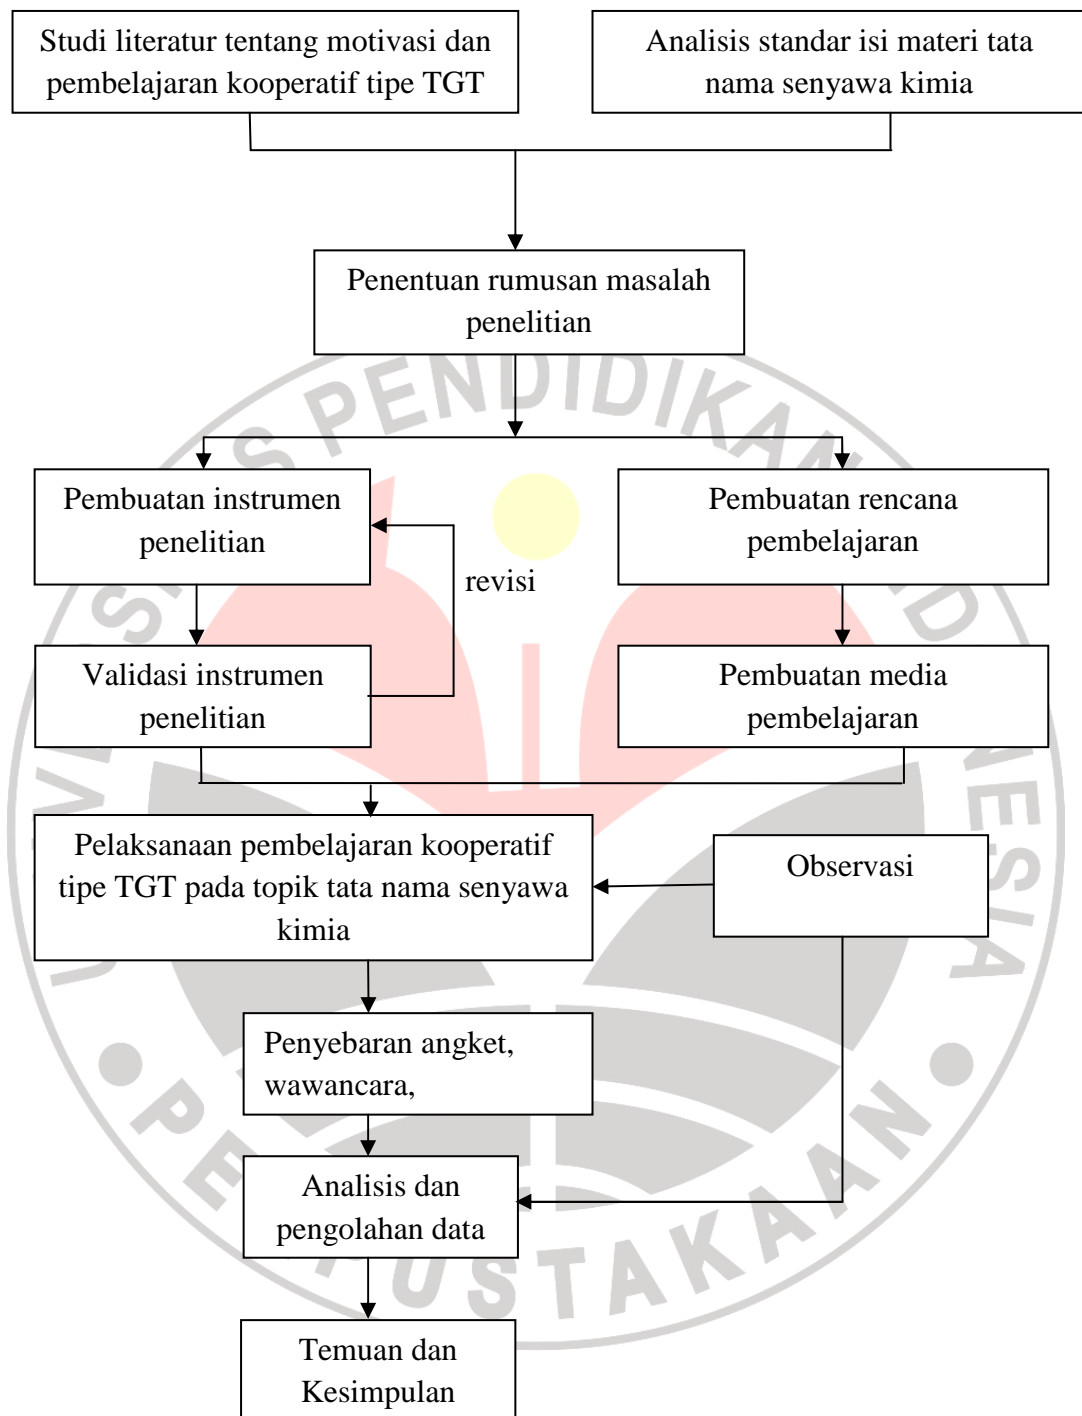 Studi literatur tentang motivasi dan
pembelajaran kooperatif tipe TGT
Analisis standar isi materi tata
nama senyawa kimia
Penentuan rumusan masalah
penelitian
Pembuatan instrumen
penelitian
Pembuatan rencana
pembelajaran
revisi
Validasi instrumen
penelitian
Pembuatan media
pembelajaran
Pelaksanaan pembelajaran kooperatif
tipe TGT pada topik tata nama senyawa
kimia
Observasi
Penyebaran angket,
wawancara,
Analisis dan
pengolahan data
Temuan dan
Kesimpulan